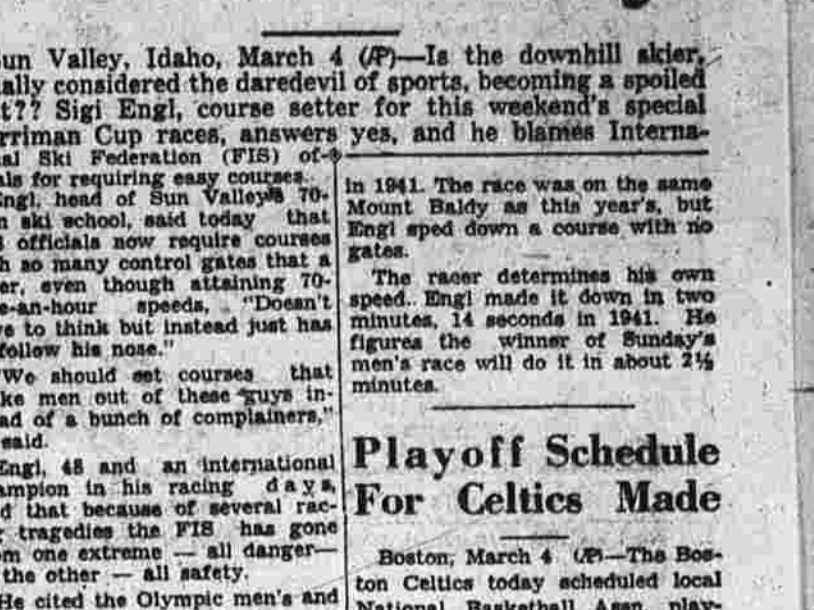 un Valley, Idaho, March 4 (AP)—Is the downhill skier,
ally considered the daredevil of sports, becoming a spoiled
t?? Sigi Engl, course setter for this weekend's special
rriman Cup races, answers yes, and he blames Interna-
al Ski Federation (FIS) of-
als for requiring easy courses.
Engl, head of Sun Valley's 70-
n ski school, said today that
officials now require courses
h so many control gates that a
er, even though attaining 70-
e-an-hour speeds, "Doesn't
e to think but instead just has
follow his nose."
"We should set courses that
ke men out of these guys in-
ad of a bunch of complainers,"
said.
Engl, 48 and an international
ampion in his racing days,
d that because of several rac-
tragedies the FIS has gone
om one extreme — all danger—
the other — all safety.
He cited the Olympic men's and
in 1941. The race was on the same
Mount Baldy as this year's, but
Engl sped down a course with no
gates.
The racer determines his own
speed. Engl made it down in two
minutes, 14 seconds in 1941. He
figures the winner of Sunday's
men's race will do it in about 2½
minutes.
Playoff Schedule
For Celtics Made
Boston, March 4 (AP)—The Bos-
ton Celtics today scheduled local
National Basketball Assn. play-